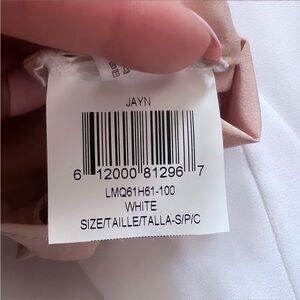 JAYN
6 12000 81296 7
LMQ61H61-100
WHITE
SIZE/TAILLE/TALLA-S/P/C